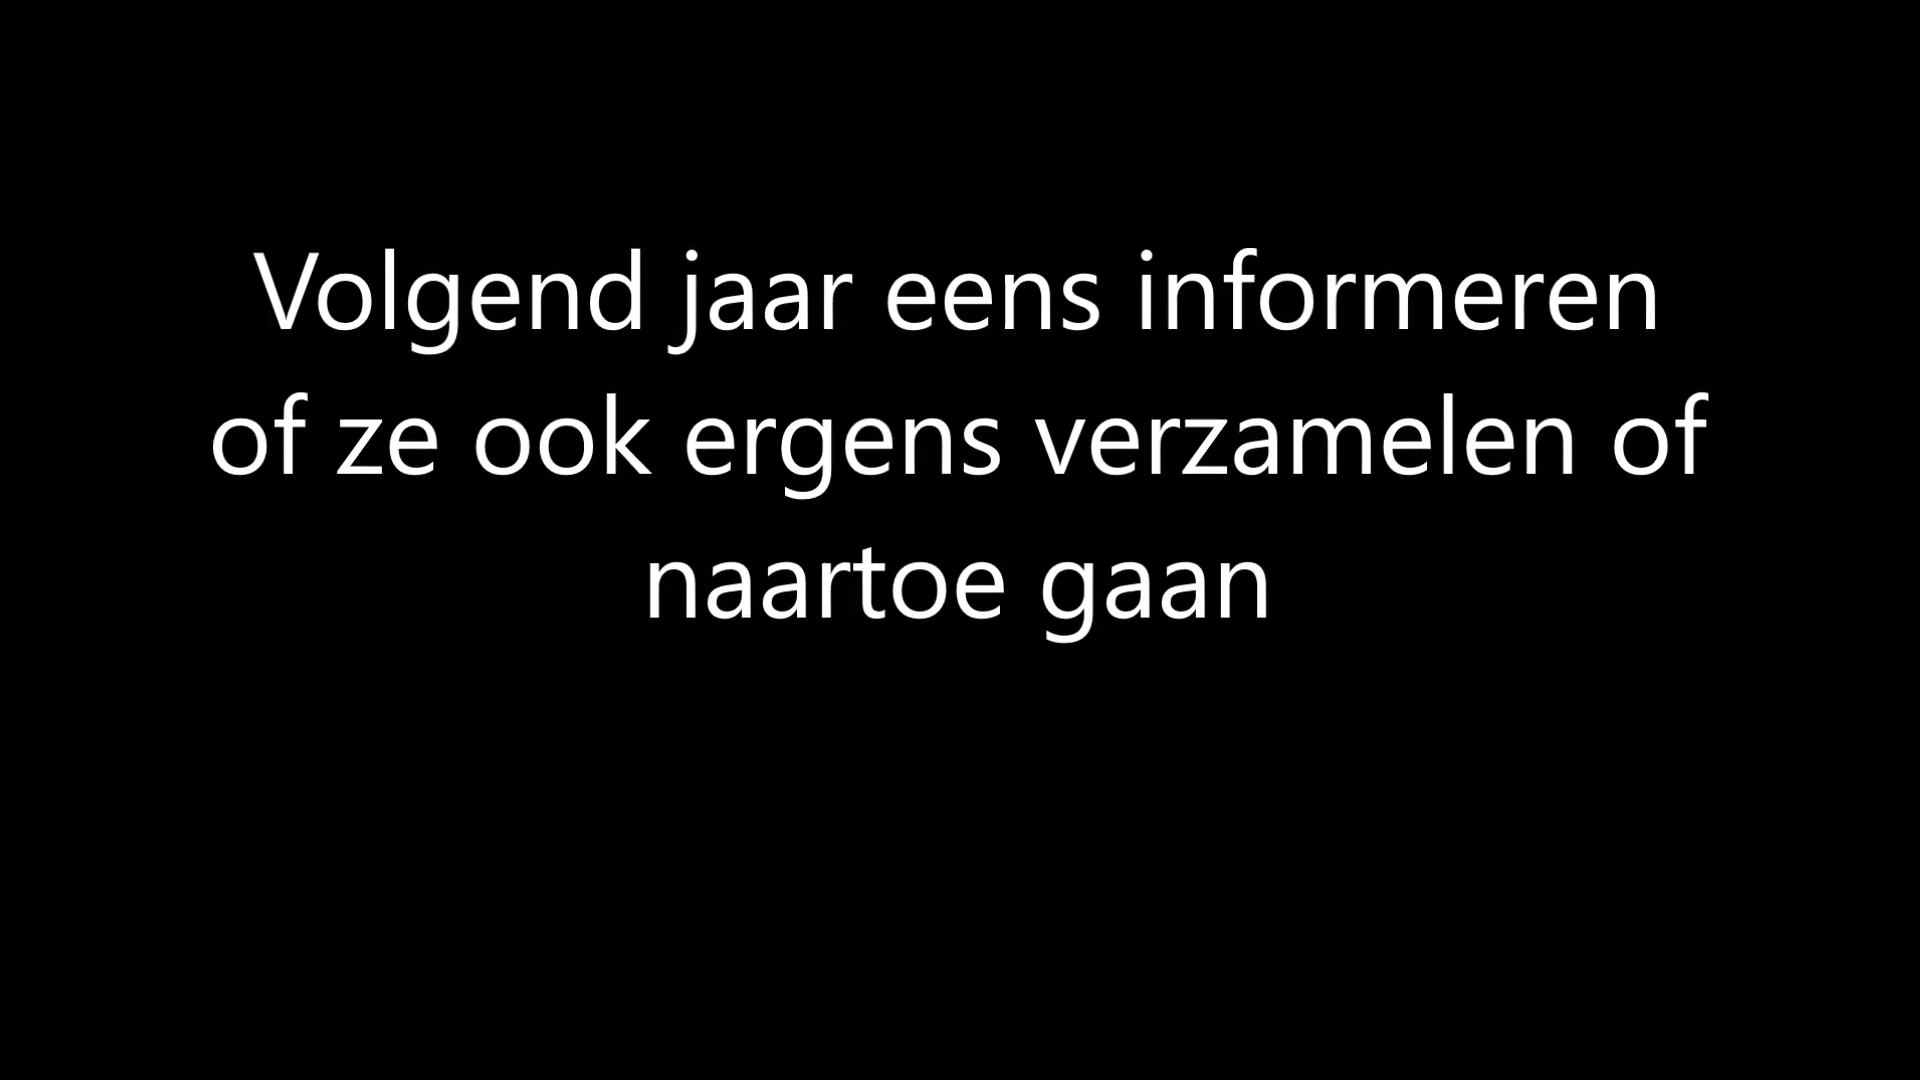 Volgend jaar eens informeren
of ze ook ergens verzamelen of
naartoe gaan